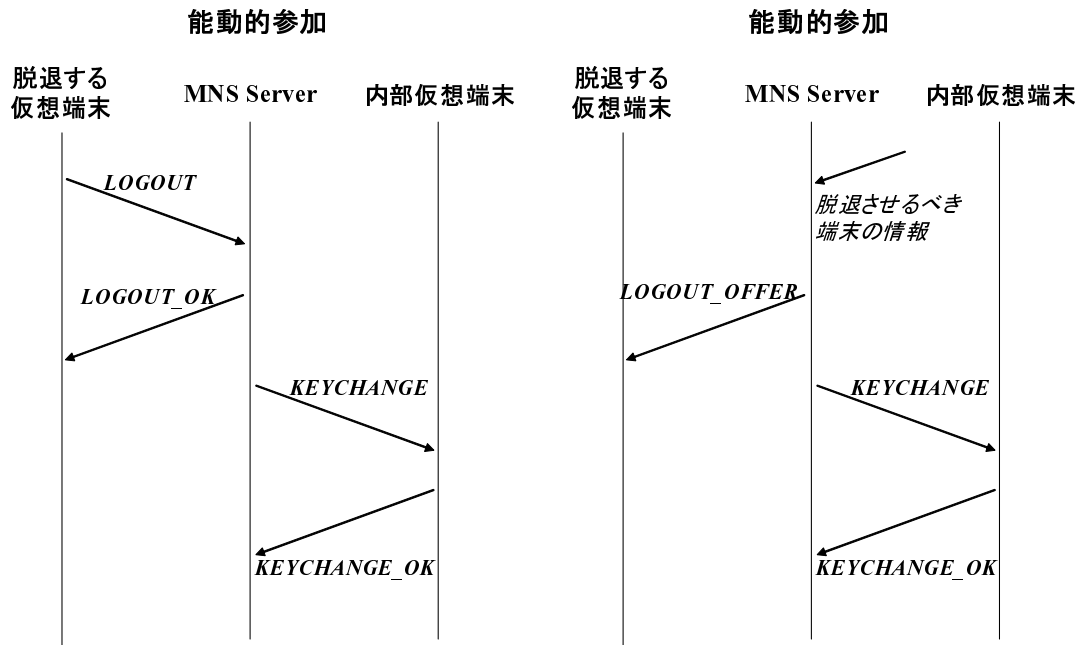 能動的参加
脱退する
仮想端末
MNS Server
内部仮想端末
LOGOUT
LOGOUT_OK
KEYCHANGE
KEYCHANGE_OK
能動的参加
脱退する
仮想端末
MNS Server
内部仮想端末
脱退させるべき
端末の情報
LOGOUT_OFFER
KEYCHANGE
KEYCHANGE_OK